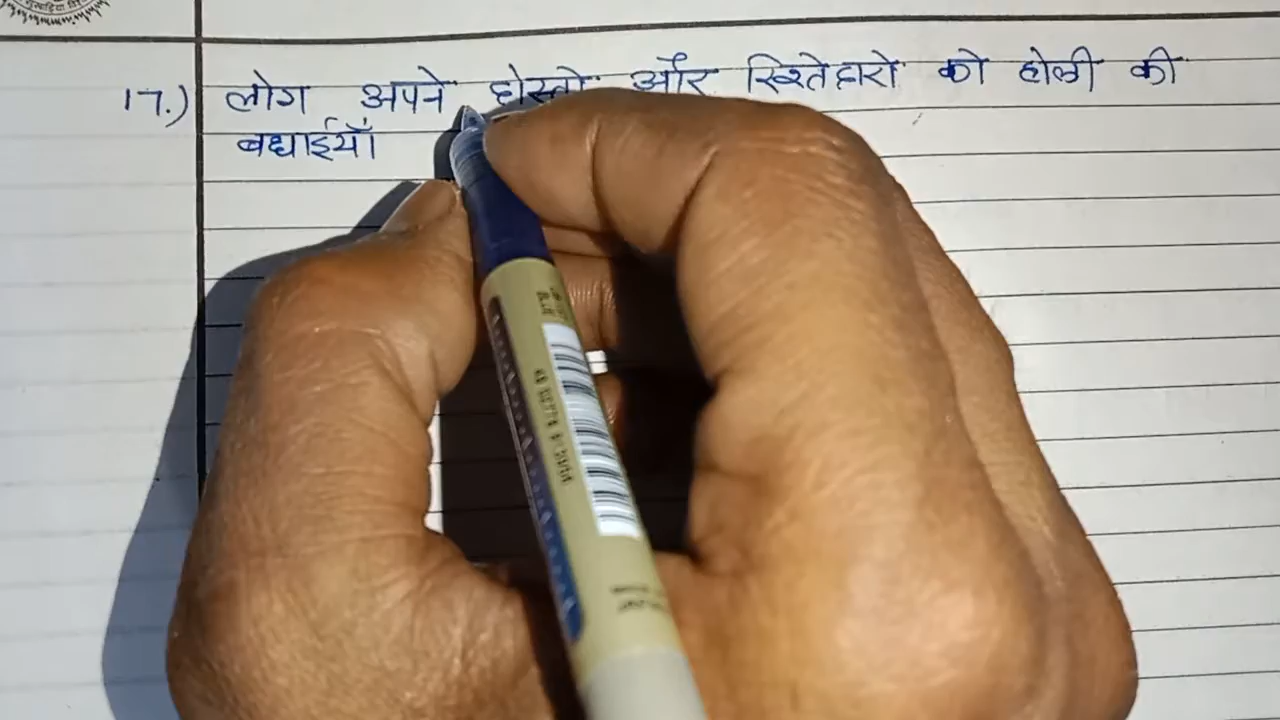 17.) लोग अपने दोस्तो और रिश्तेदारो को होली की
बधाईयाँ